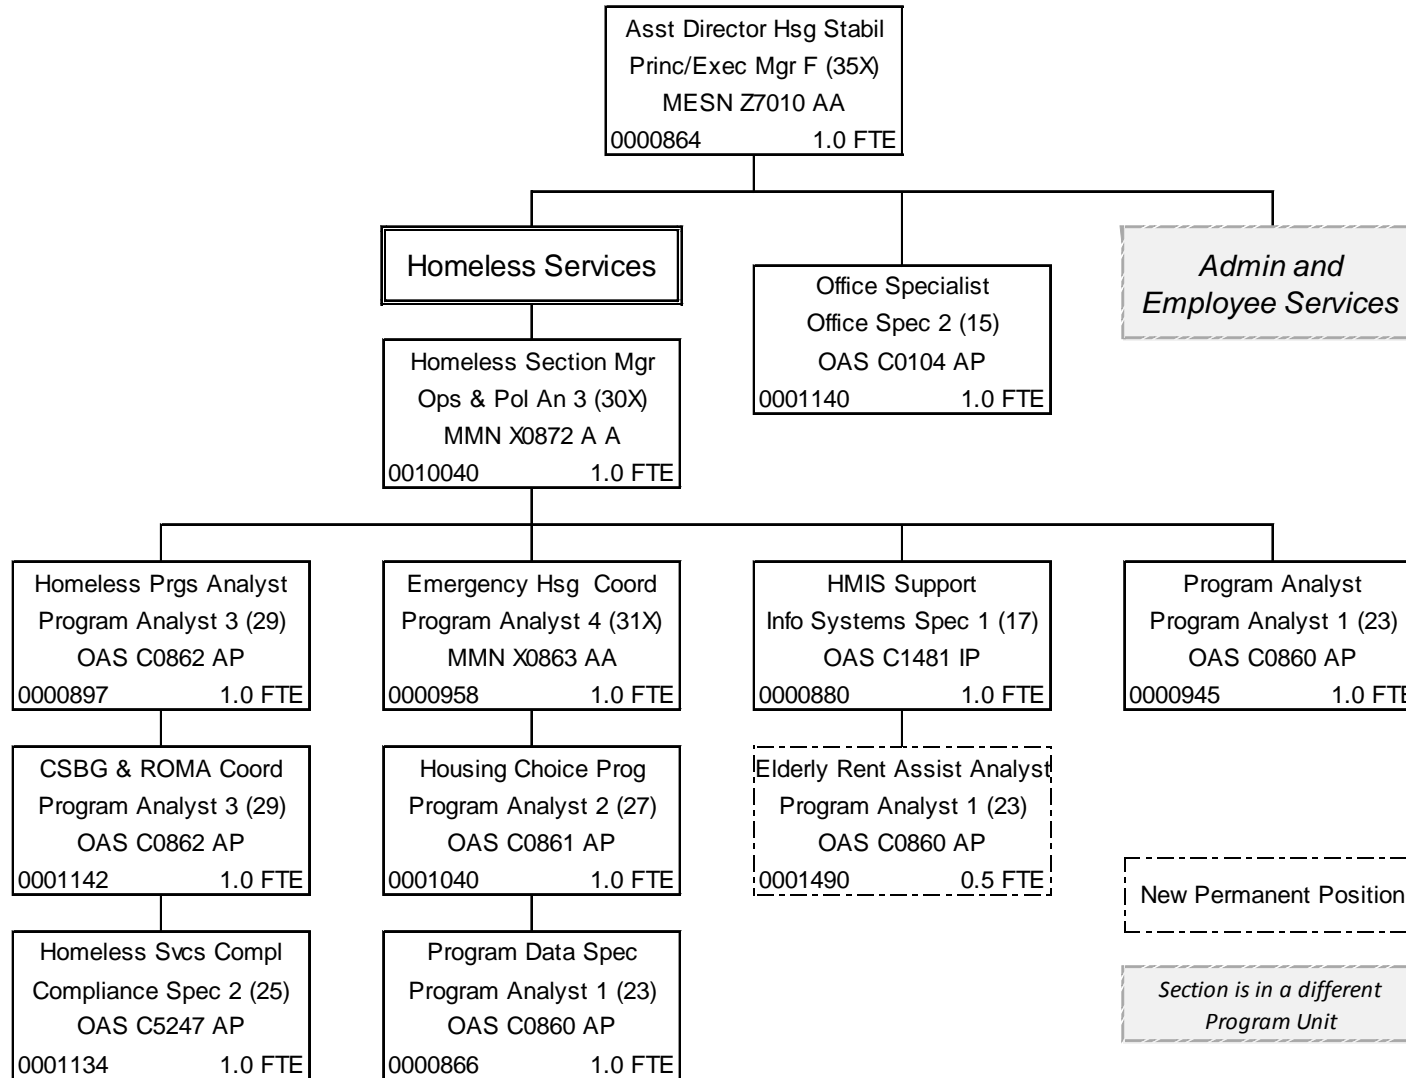 Asst Director Hsg Stabil
Princ/Exec Mgr F (35X)
MESN Z7010 AA
0000864 1.0 FTE
Homeless Services
Office Specialist
Office Spec 2 (15)
OAS C0104 AP
0001140 1.0 FTE
Admin and
Employee Services
Homeless Section Mgr
Ops & Pol An 3 (30X)
MMN X0872 A A
0010040 1.0 FTE
Homeless Prgs Analyst
Program Analyst 3 (29)
OAS C0862 AP
0000897 1.0 FTE
Emergency Hsg Coord
Program Analyst 4 (31X)
MMN X0863 AA
0000958 1.0 FTE
HMIS Support
Info Systems Spec 1 (17)
OAS C1481 IP
0000880 1.0 FTE
Program Analyst
Program Analyst 1 (23)
OAS C0860 AP
0000945 1.0 FTE
CSBG & ROMA Coord
Program Analyst 3 (29)
OAS C0862 AP
0001142 1.0 FTE
Housing Choice Prog
Program Analyst 2 (27)
OAS C0861 AP
0001040 1.0 FTE
Elderly Rent Assist Analyst
Program Analyst 1 (23)
OAS C0860 AP
0001490 0.5 FTE
New Permanent Position
Homeless Svcs Compl
Compliance Spec 2 (25)
OAS C5247 AP
0001134 1.0 FTE
Program Data Spec
Program Analyst 1 (23)
OAS C0860 AP
0000866 1.0 FTE
Section is in a different
Program Unit